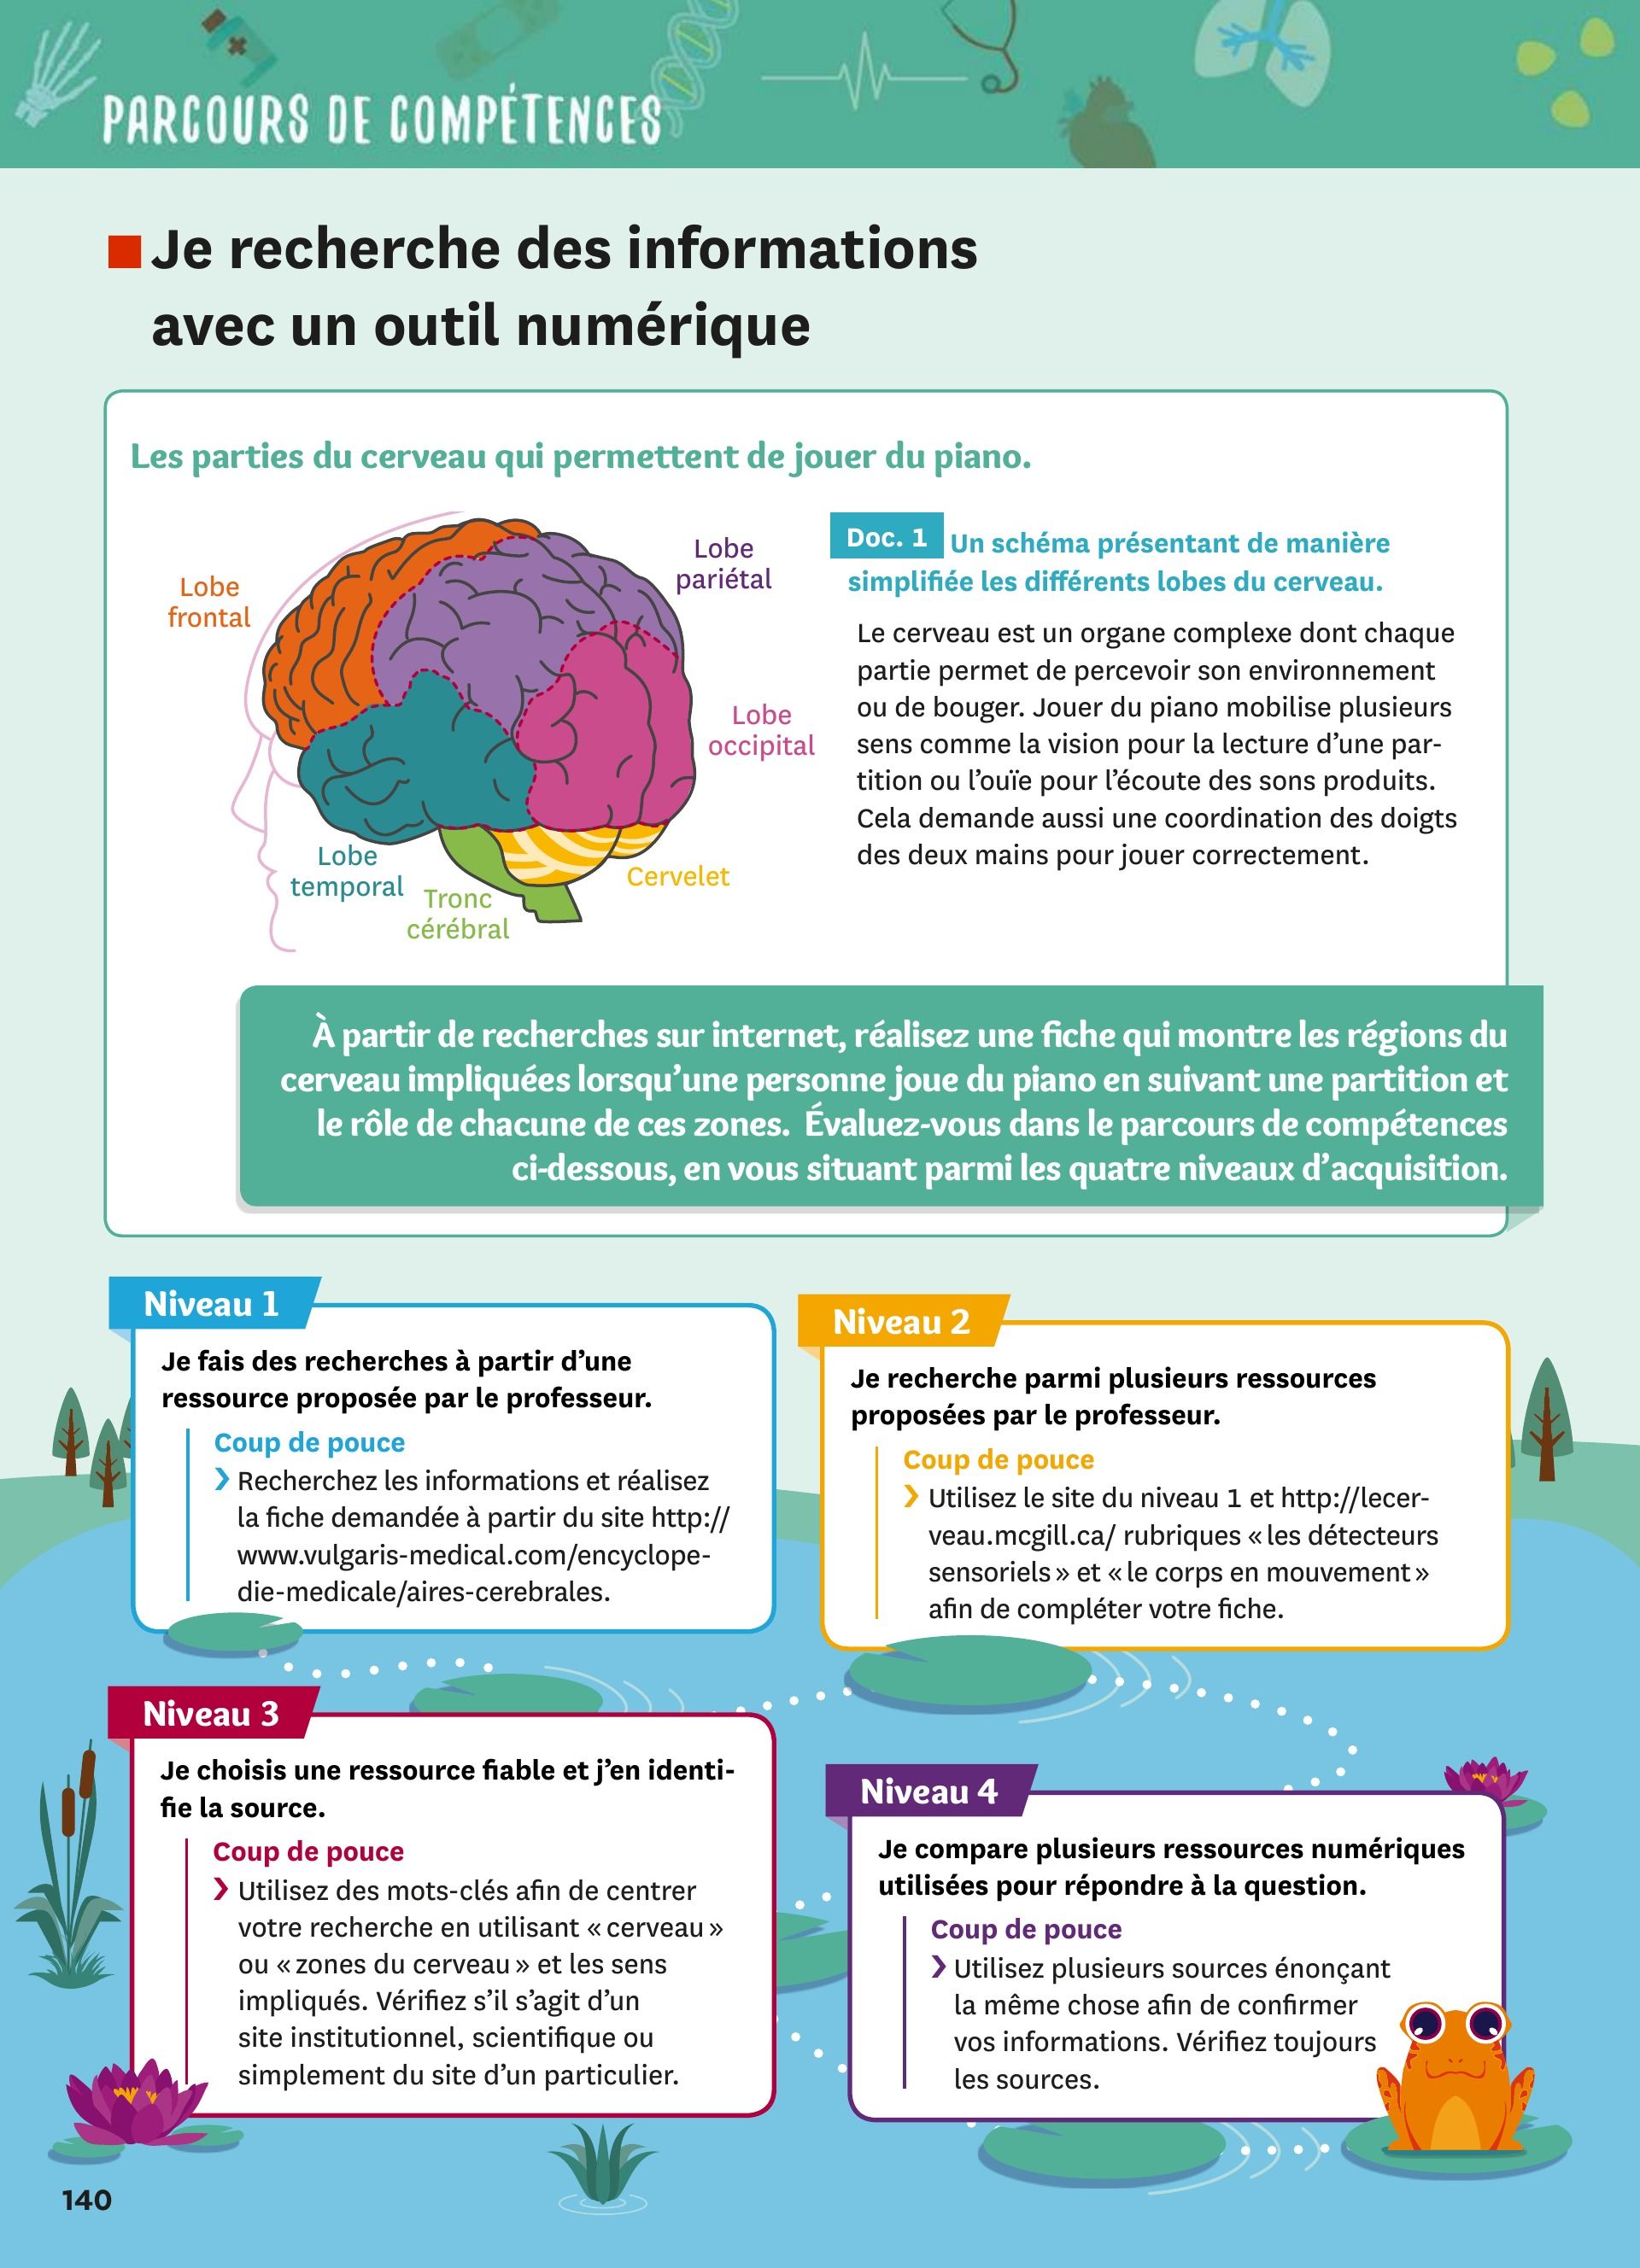 PARCOURS DE COMPÉTENCES
Je recherche des informations
avec un outil numérique
Les parties du cerveau qui permettent de jouer du piano.
Lobe
frontal
Lobe
pariétal
Lobe
occipital
Lobe
temporal
Tronc
cérébral
Cervelet
Doc. 1 Un schéma présentant de manière
simplifiée les différents lobes du cerveau.
Le cerveau est un organe complexe dont chaque
partie permet de percevoir son environnement
ou de bouger. Jouer du piano mobilise plusieurs
sens comme la vision pour la lecture d’une par-
tition ou l’ouïe pour l’écoute des sons produits.
Cela demande aussi une coordination des doigts
des deux mains pour jouer correctement.
À partir de recherches sur internet, réalisez une fiche qui montre les régions du
cerveau impliquées lorsqu’une personne joue du piano en suivant une partition et
le rôle de chacune de ces zones. Évaluez-vous dans le parcours de compétences
ci-dessous, en vous situant parmi les quatre niveaux d’acquisition.
Niveau 1
Je fais des recherches à partir d’une
ressource proposée par le professeur.
Coup de pouce
› Recherchez les informations et réalisez
la fiche demandée à partir du site http://
www.vulgaris-medical.com/encyclope-
die-medicale/aires-cerebrales.
Niveau 2
Je recherche parmi plusieurs ressources
proposées par le professeur.
Coup de pouce
› Utilisez le site du niveau 1 et http://lecer-
veau.mcgill.ca/ rubriques « les détecteurs
sensoriels » et « le corps en mouvement »
afin de compléter votre fiche.
Niveau 3
Je choisis une ressource fiable et j’en identi-
fie la source.
Coup de pouce
› Utilisez des mots-clés afin de centrer
votre recherche en utilisant « cerveau »
ou « zones du cerveau » et les sens
impliqués. Vérifiez s’il s’agit d’un
site institutionnel, scientifique ou
simplement du site d’un particulier.
Niveau 4
Je compare plusieurs ressources numériques
utilisées pour répondre à la question.
Coup de pouce
› Utilisez plusieurs sources énonçant
la même chose afin de confirmer
vos informations. Vérifiez toujours
les sources.
140